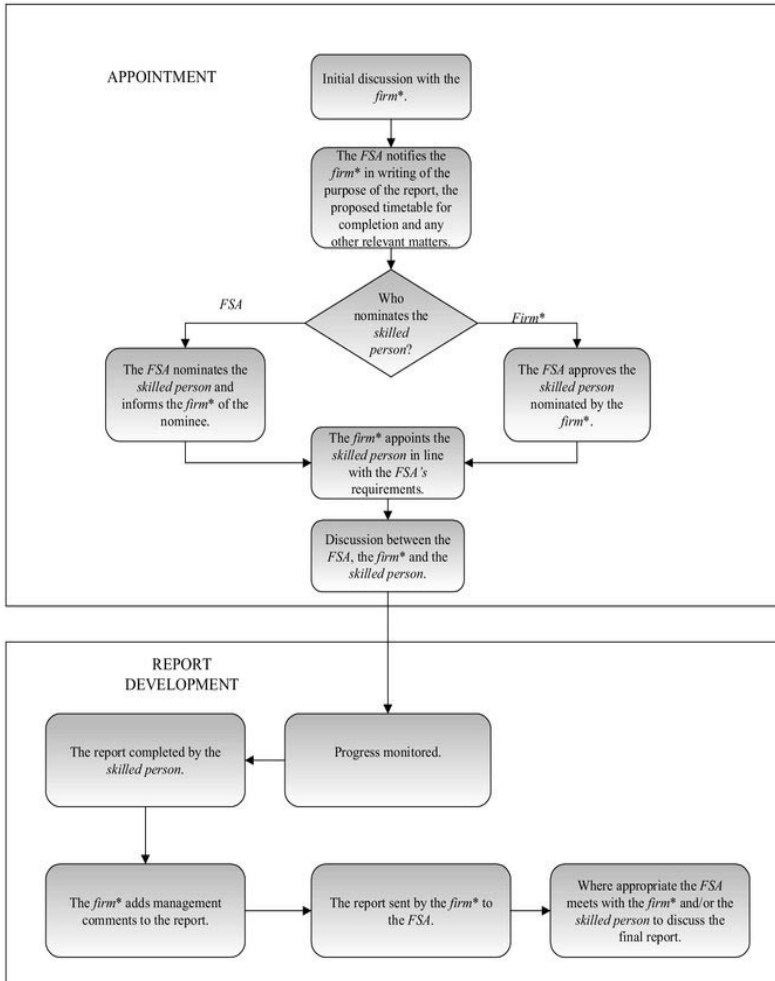 APPOINTMENT
Initial discussion with the
firm*.
The FSA notifies the
firm* in writing of the
purpose of the report, the
proposed timetable for
completion and any
other relevant matters.
Who
nominates the
skilled
person?
FSA
Firm*
The FSA nominates the
skilled person and
informs the firm* of the
nominee.
The FSA approves the
skilled person
nominated by the
firm*.
The firm* appoints the
skilled person in line
with the FSA's
requirements.
Discussion between the
FSA, the firm* and the
skilled person.
REPORT
DEVELOPMENT
Progress monitored.
The report completed by the
skilled person.
The firm* adds management
comments to the report.
The report sent by the firm* to
the FSA.
Where appropriate the FSA
meets with the firm* and/or the
skilled person to discuss the
final report.